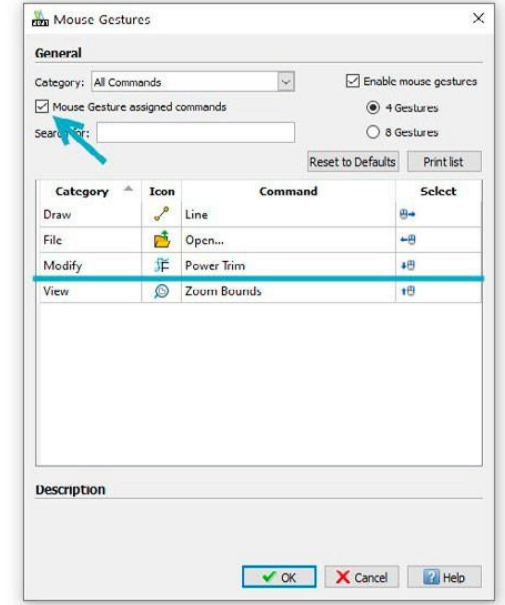 Mouse Gestures
General
Category: All Commands
Enable mouse gestures
Mouse Gesture assigned commands
4 Gestures
Search for:
8 Gestures
Reset to Defaults Print list
Category Icon Command Select
Draw Line
File Open...
Modify Power Trim
View Zoom Bounds
Description
OK Cancel Help